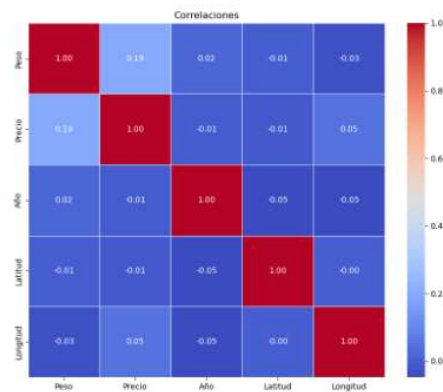 Correlaciones
Peso 1.00 0.19 0.02 -0.01 -0.03
Precio 0.19 1.00 -0.01 -0.01 0.05
Año 0.02 -0.01 1.00 -0.05 -0.05
Latitud -0.01 -0.01 -0.05 1.00 -0.00
Longitud -0.03 0.05 -0.05 -0.00 1.00
Peso Precio Año Latitud Longitud
1.0
0.8
0.6
0.4
0.2
0.0